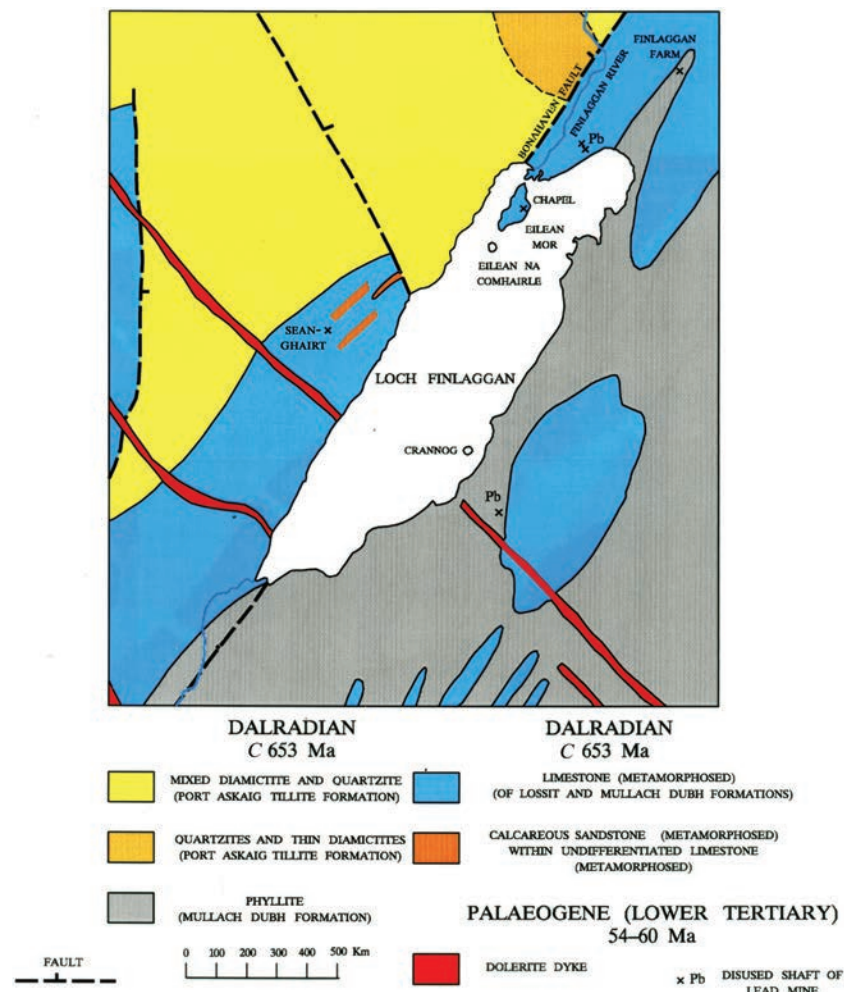 FINLAGGAN
FARM
BONAHAVEN FAULT
FINLAGGAN RIVER
Pb
CHAPEL
EILEAN
MOR
EILEAN NA
COMHAIRLE
SEAN-
GHAIRT
LOCH FINLAGGAN
CRANNOG
Pb
DALRADIAN
C 653 Ma
MIXED DIAMICTITE AND QUARTZITE
(PORT ASKAIG TILLITE FORMATION)
QUARTZITES AND THIN DIAMICTITES
(PORT ASKAIG TILLITE FORMATION)
PHYLLITE
(MULLACH DUBH FORMATION)
DALRADIAN
C 653 Ma
LIMESTONE (METAMORPHOSED)
(OF LOSSIT AND MULLACH DUBH FORMATIONS)
CALCAREOUS SANDSTONE (METAMORPHOSED)
WITHIN UNDIFFERENTIATED LIMESTONE
(METAMORPHOSED)
PALAEOGENE (LOWER TERTIARY)
54–60 Ma
DOLERITE DYKE
× Pb DISUSED SHAFT OF
LEAD MINE
FAULT
0 100 200 300 400 500 Km